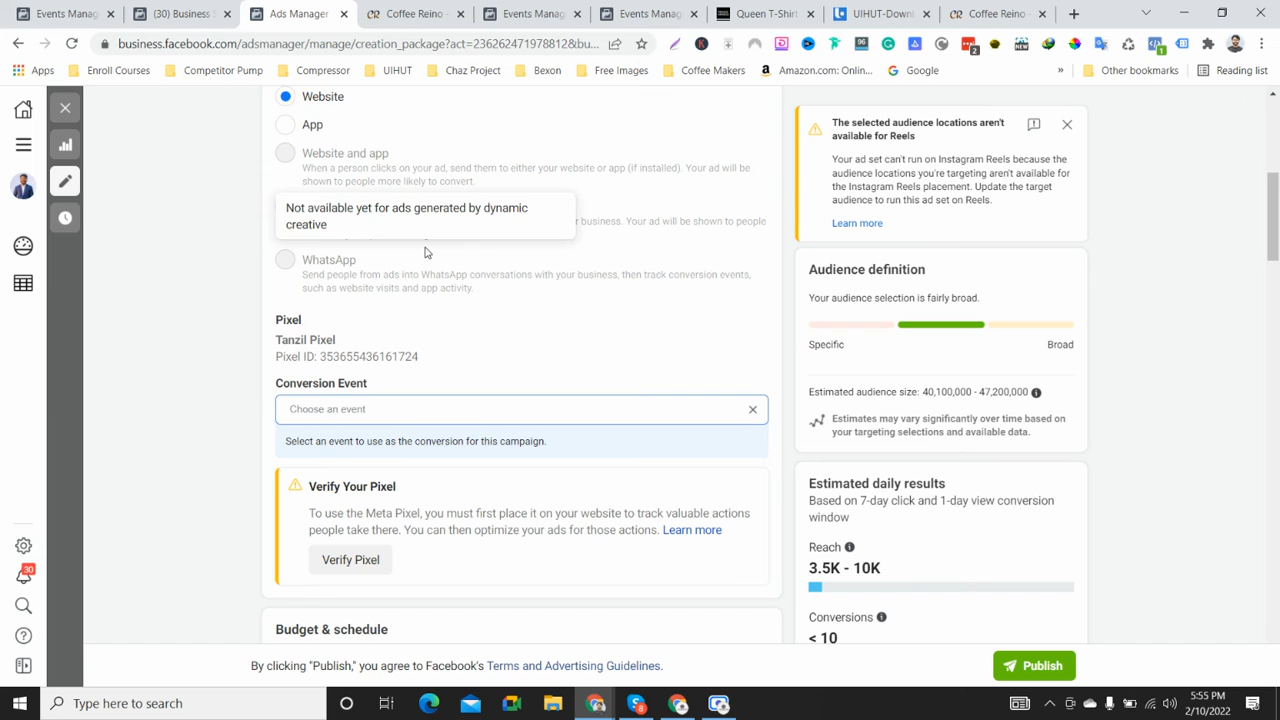 Events Manag
(30) Business S
Ads Manager
Coffee Reino -
Events Manag
Events Manag
Queen T-Shirt
UIHUT-Downl
Coffee Reino -
business.facebook.com/adsmanager/manage/creation_package?act=236262471918812&bu...
Apps
Enroll Courses
Competitor Pump
Compressor
UIHUT
Chaz Project
Bexon
Free Images
Coffee Makers
Amazon.com: Onlin...
Google
»
Other bookmarks
Reading list
Website
App
Website and app
When a person clicks on your ad, send them to either your website or app (if installed). Your ad will be
shown to people more likely to convert.
Not available yet for ads generated by dynamic
creative
business. Your ad will be shown to people
WhatsApp
Send people from ads into WhatsApp conversations with your business, then track conversion events,
such as website visits and app activity.
Pixel
Tanzil Pixel
Pixel ID: 353655436161724
Conversion Event
Choose an event
Select an event to use as the conversion for this campaign.
Verify Your Pixel
To use the Meta Pixel, you must first place it on your website to track valuable actions
people take there. You can then optimize your ads for those actions. Learn more
Verify Pixel
Budget & schedule
The selected audience locations aren't
available for Reels
Your ad set can't run on Instagram Reels because the
audience locations you're targeting aren't available for
the Instagram Reels placement. Update the target
audience to run this ad set on Reels.
Learn more
Audience definition
Your audience selection is fairly broad.
Specific
Broad
Estimated audience size: 40,100,000 - 47,200,000
Estimates may vary significantly over time based on
your targeting selections and available data.
Estimated daily results
Based on 7-day click and 1-day view conversion
window
Reach
3.5K - 10K
Conversions
< 10
30
By clicking "Publish," you agree to Facebook's Terms and Advertising Guidelines.
Publish
Type here to search
5:55 PM
2/10/2022